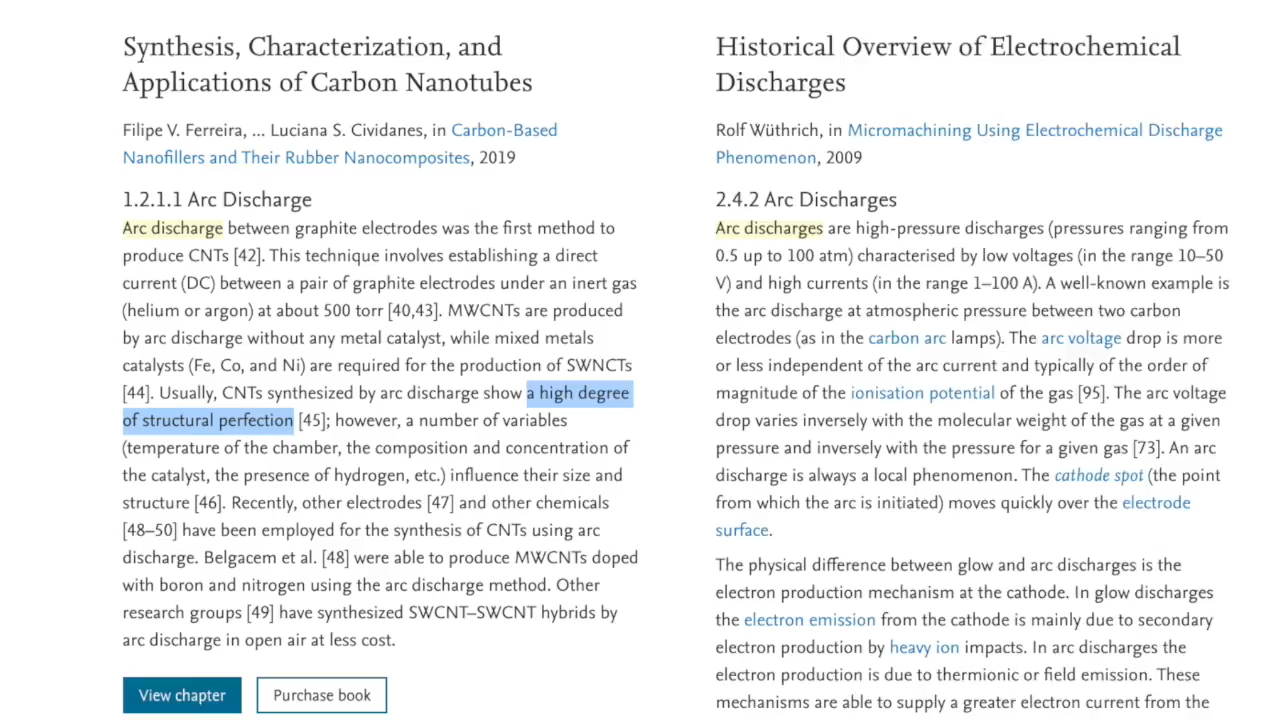 Synthesis, Characterization, and
Applications of Carbon Nanotubes
Filipe V. Ferreira, ... Luciana S. Cividanes, in Carbon-Based
Nanofillers and Their Rubber Nanocomposites, 2019
1.2.1.1 Arc Discharge
Arc discharge between graphite electrodes was the first method to
produce CNTs [42]. This technique involves establishing a direct
current (DC) between a pair of graphite electrodes under an inert gas
(helium or argon) at about 500 torr [40,43]. MWCNTs are produced
by arc discharge without any metal catalyst, while mixed metals
catalysts (Fe, Co, and Ni) are required for the production of SWNCTs
[44]. Usually, CNTs synthesized by arc discharge show a high degree
of structural perfection [45]; however, a number of variables
(temperature of the chamber, the composition and concentration of
the catalyst, the presence of hydrogen, etc.) influence their size and
structure [46]. Recently, other electrodes [47] and other chemicals
[48–50] have been employed for the synthesis of CNTs using arc
discharge. Belgacem et al. [48] were able to produce MWCNTs doped
with boron and nitrogen using the arc discharge method. Other
research groups [49] have synthesized SWCNT–SWCNT hybrids by
arc discharge in open air at less cost.
View chapter
Purchase book
Historical Overview of Electrochemical
Discharges
Rolf Wüthrich, in Micromachining Using Electrochemical Discharge
Phenomenon, 2009
2.4.2 Arc Discharges
Arc discharges are high-pressure discharges (pressures ranging from
0.5 up to 100 atm) characterised by low voltages (in the range 10–50
V) and high currents (in the range 1–100 A). A well-known example is
the arc discharge at atmospheric pressure between two carbon
electrodes (as in the carbon arc lamps). The arc voltage drop is more
or less independent of the arc current and typically of the order of
magnitude of the ionisation potential of the gas [95]. The arc voltage
drop varies inversely with the molecular weight of the gas at a given
pressure and inversely with the pressure for a given gas [73]. An arc
discharge is always a local phenomenon. The cathode spot (the point
from which the arc is initiated) moves quickly over the electrode
surface.
The physical difference between glow and arc discharges is the
electron production mechanism at the cathode. In glow discharges
the electron emission from the cathode is mainly due to secondary
electron production by heavy ion impacts. In arc discharges the
electron production is due to thermionic or field emission. These
mechanisms are able to supply a greater electron current from the